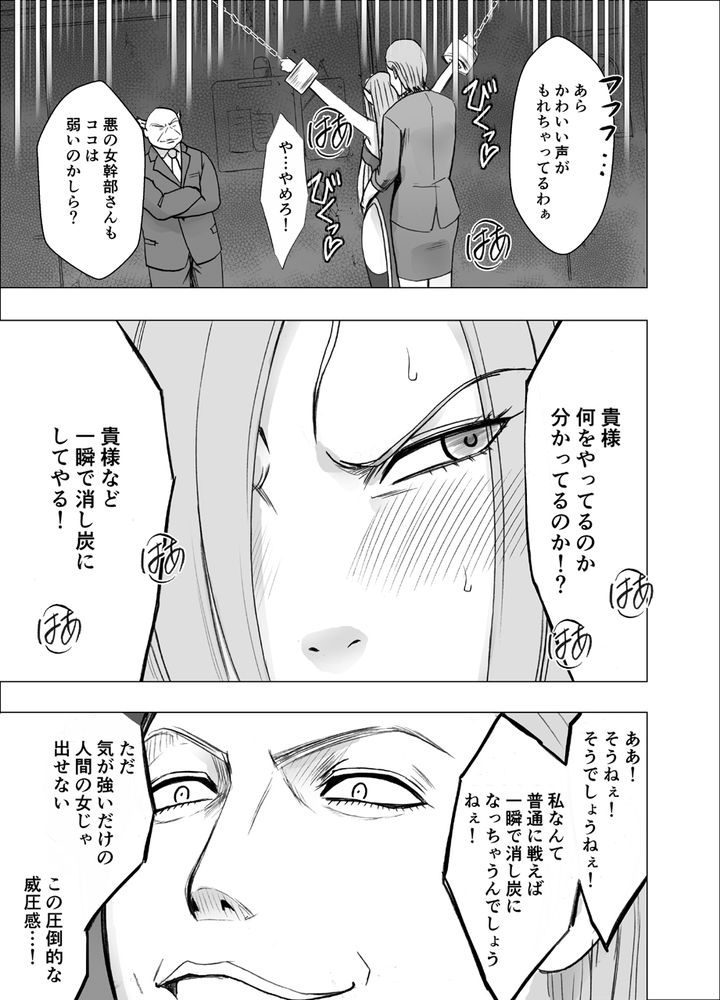 フフフ…
あら
かわいい声が
もれちゃってるわぁ
びくっ♡
びくっ♡
はあ
はあ
や…やめろ！
悪の女幹部さんも
ココは
弱いのかしら？
貴様
何をやってるのか
分かってるのか！？
はあ
はあ
貴様など
一瞬で消し炭に
してやる！
はあ
ああ！
そうねぇ！
そうでしょうねぇ！
私なんて
普通に戦えば
一瞬で消し炭に
なっちゃうんでしょう
ねぇ！
ただ
気が強いだけの
人間の女じゃ
出せない
この圧倒的な
威圧感…！